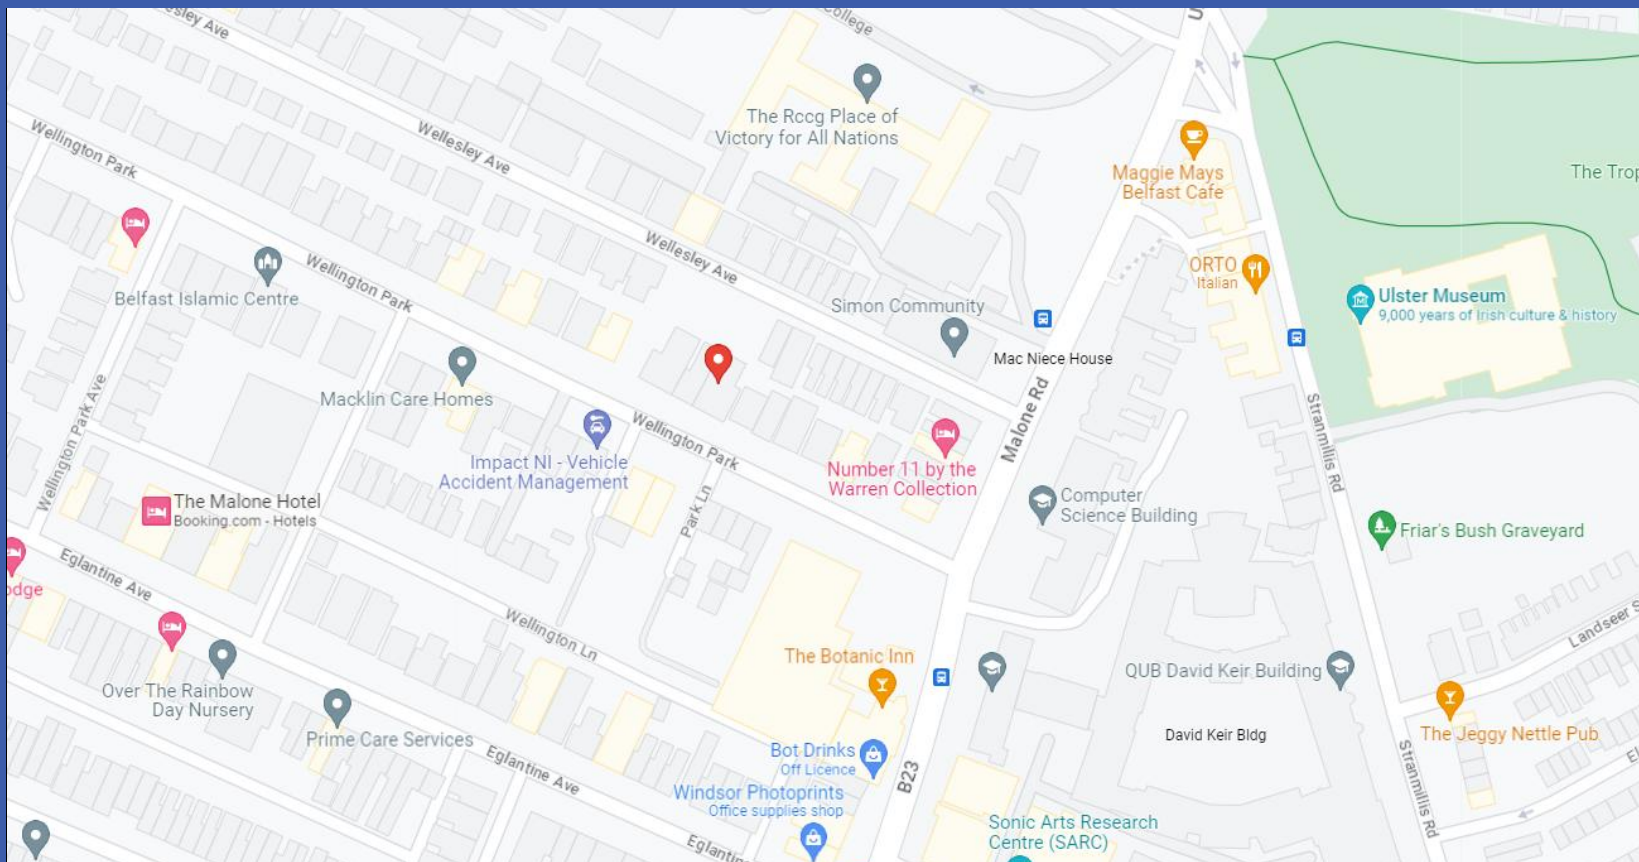 Wellesley Ave
College
U
The Rccg Place of
Victory for All Nations
Wellington Park
Wellesley Ave
Maggie Mays
Belfast Cafe
The Trop
Wellesley Ave
Wellington Park
Belfast Islamic Centre
ORTO
Italian
Ulster Museum
9,000 years of Irish culture & history
Simon Community
Mac Niece House
Macklin Care Homes
Wellington Park Ave
Malone Rd
Stranmillis Rd
Wellington Park
Impact NI - Vehicle
Accident Management
Number 11 by the
Warren Collection
The Malone Hotel
Booking.com - Hotels
Park Ln
Computer
Science Building
Friar's Bush Graveyard
Eglantine Ave
odge
Wellington Ln
Landseer S
The Botanic Inn
QUB David Keir Building
Over The Rainbow
Day Nursery
Prime Care Services
David Keir Bldg
The Jeggy Nettle Pub
Bot Drinks
Off Licence
Eglantine Ave
B23
Windsor Photoprints
Office supplies shop
Stranmillis Rd
El
Sonic Arts Research
Centre (SARC)
Eglantin